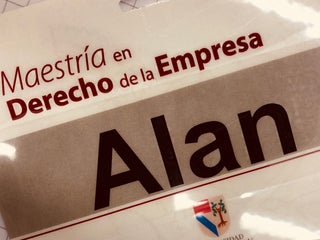 Maestría en
Derecho de la Empresa
Alan